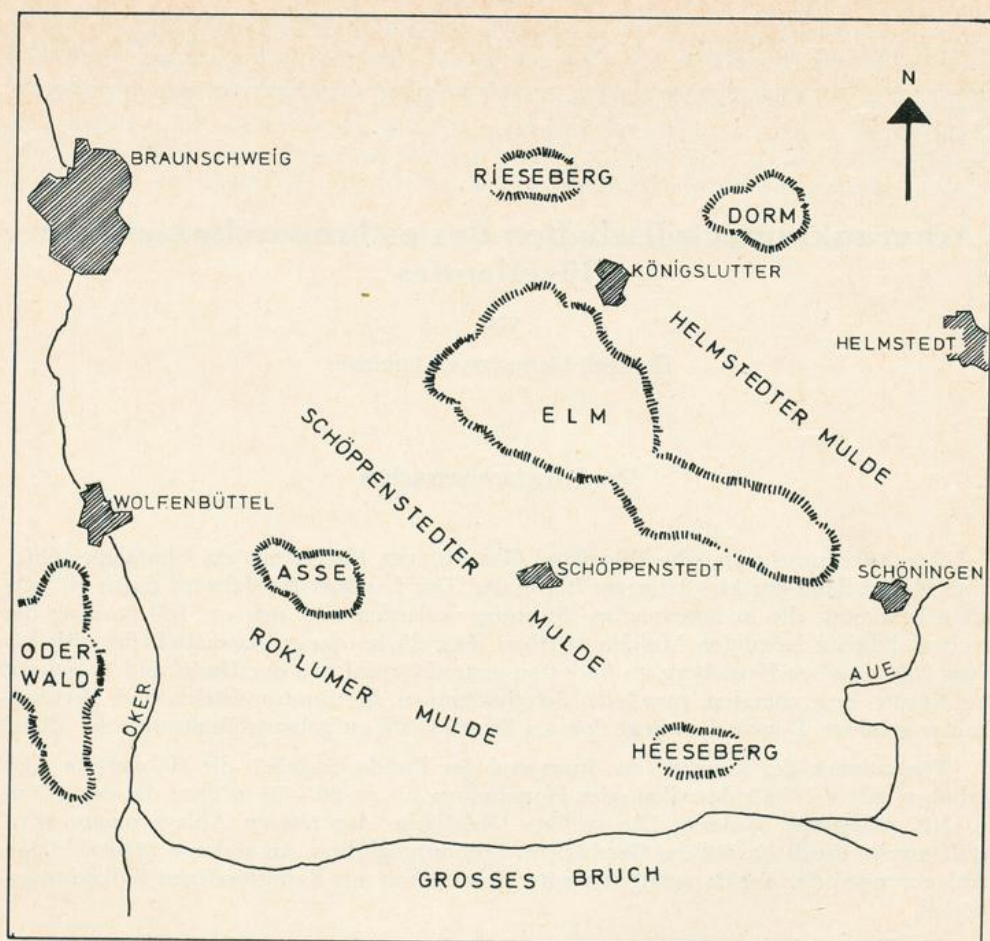 N
BRAUNSCHWEIG
RIESEBERG
DORM
KÖNIGSLUTTER
HELMSTEDT
HELMSTEDTER MULDE
ELM
SCHÖPPENSTEDTER MULDE
WOLFENBÜTTEL
ASSE
SCHÖPPENSTEDT
SCHÖNINGEN
ODER
WALD
OKER
ROKLUMER MULDE
AUE
HEESEBERG
GROSSES BRUCH